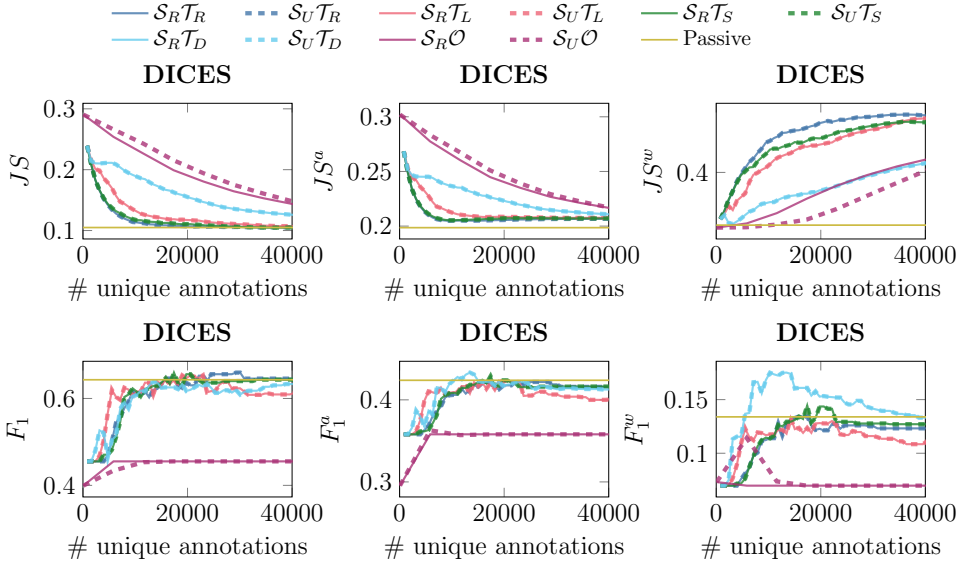 S_R T_R S_U T_R S_R T_L S_U T_L S_R T_S S_U T_S
S_R T_D S_U T_D S_R O S_U O Passive
DICES DICES DICES
JS
0.3
0.2
0.1
0 20000 40000
# unique annotations
JS^a
0.3
0.25
0.2
0 20000 40000
# unique annotations
JS^w
0.4
0 20000 40000
# unique annotations
DICES DICES DICES
F_1
0.6
0.4
0 20000 40000
# unique annotations
F_1^a
0.4
0.3
0 20000 40000
# unique annotations
F_1^w
0.15
0.1
0 20000 40000
# unique annotations